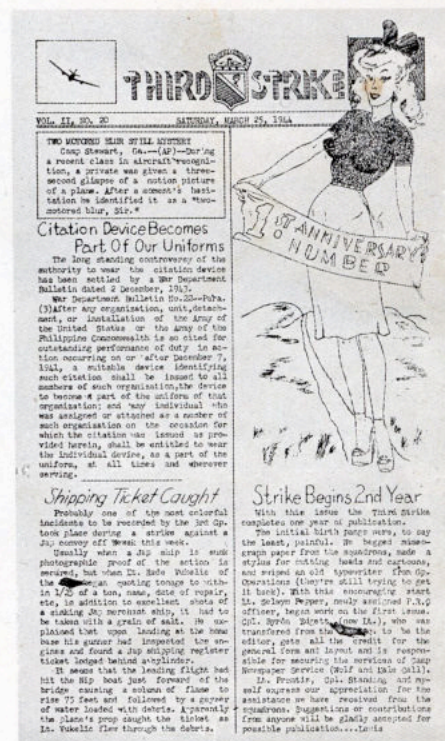 THIRD STRIKE
VOL. II, NO. 20 SATURDAY, MARCH 25, 1944
TWO MOTORED BLUR STILL MYSTERY
Camp Stewart, Ga.--(AP)--During
a recent class in aircraft recogni-
tion, a private was given a three-
second glimpse of a motion picture
of a plane. After a moment's hesi-
tation he identified it as a "two-
motored blur, Sir."
Citation Device Becomes
Part Of Our Uniforms
The long standing controversy of the
authority to wear the citation device
has been settled by a War Department
Bulletin dated 2 December, 1943.
War Department Bulletin No.22--Para.
(3)After any organization, unit,detach-
ment, or installation of the Army of
the United States or the Army of the
Philippine Commonwealth is so cited for
outstanding performance of duty in ac-
tion occurring on or after December 7,
1941, a suitable device identifying
such citation shall be issued to all
members of such organization,the device
to become a part of the uniform of that
organization; and any individual who
was assigned or attached as a member of
such organization on the occasion for
which the citation was issued as pro-
vided herein, shall be entitled to wear
the individual device, as a part of the
uniform, at all times and wherever
serving.
Shipping Ticket Caught
Probably one of the most colorful
incidents to be recorded by the 3rd Gp.
took place during a strike against a
Jap convoy off Wewak this week.
Usually when a Jap ship is sunk
photographic proof of the action is
secured, but when Lt. Rado Vukelic of
the began quoting tonage to with-
in 1/25 of a ton, name, date of repair,
etc, in addition to excellent shots of
a sinking Jap merchant ship, it had to
be taken with a grain of salt. He ex-
plained that upon landing at the home
base his gunner had inspected the en-
gines and found a Jap shipping register
ticket lodged behind a cylinder.
It seems that the leading flight had
hit the Nip boat just forward of the
bridge causing a column of flame to
rise 75 feet and followed by a geyser
of water loaded with debris. Apparently
the plane's prop caught the ticket as
Lt. Vukelic flew through the debris.
1ST ANNIVERSARY
NUMBER
Strike Begins 2nd Year
With this issue the Third Strike
completes one year of publication.
The initial birth pangs were, to say
the least, painful. We begged mimeo-
graph paper from the squadrons, made a
stylus for cutting heads and cartoons,
and revised an old typewriter from Gp.
Operations (they're still trying to get
it back). With this encouraging start
Lt. Selwyn Pepper, newly assigned P.R.O
officer, began work on the first issue.
Cpl. Byron (now Lt.), who was
transferred from the to be the
editor, gets all the credit for the
general form and layout and is respon-
sible for securing the services of Camp
Newspaper Service (Wolf and Male Call).
Lt. Prentis, Cpl. Standing and my-
self express our appreciation for the
assistance we have received from the
squadrons. Suggestions or contributions
from anyone will be gladly accepted for
possible publication....Louis